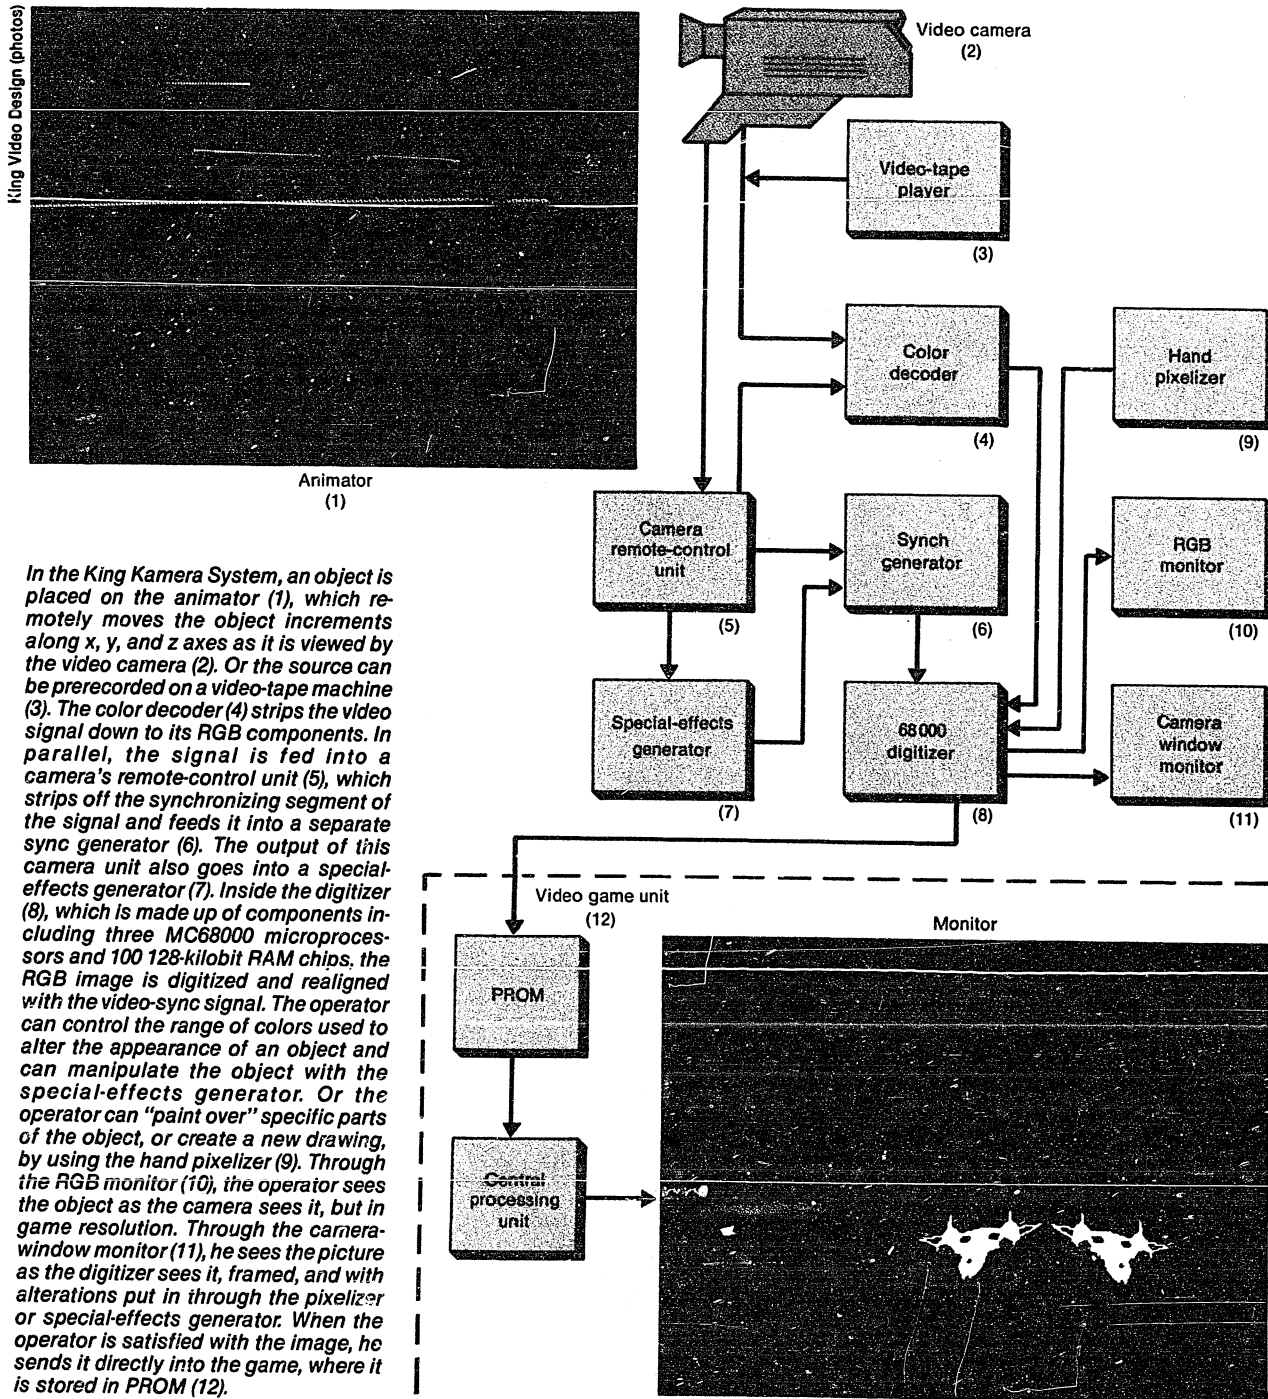 King Video Design (photos)
Video camera
(2)
Video-tape
player
(3)
Color
decoder
(4)
Hand
pixelizer
(9)
Animator
(1)
Camera
remote-control
unit
(5)
Synch
generator
(6)
RGB
monitor
(10)
Special-effects
generator
(7)
68000
digitizer
(8)
Camera
window
monitor
(11)
In the King Kamera System, an object is
placed on the animator (1), which re-
motely moves the object increments
along x, y, and z axes as it is viewed by
the video camera (2). Or the source can
be prerecorded on a video-tape machine
(3). The color decoder (4) strips the video
signal down to its RGB components. In
parallel, the signal is fed into a
camera's remote-control unit (5), which
strips off the synchronizing segment of
the signal and feeds it into a separate
sync generator (6). The output of this
camera unit also goes into a special-
effects generator (7). Inside the digitizer
(8), which is made up of components in-
cluding three MC68000 microproces-
sors and 100 128-kilobit RAM chips, the
RGB image is digitized and realigned
with the video-sync signal. The operator
can control the range of colors used to
alter the appearance of an object and
can manipulate the object with the
special-effects generator. Or the
operator can "paint over" specific parts
of the object, or create a new drawing,
by using the hand pixelizer (9). Through
the RGB monitor (10), the operator sees
the object as the camera sees it, but in
game resolution. Through the camera-
window monitor (11), he sees the picture
as the digitizer sees it, framed, and with
alterations put in through the pixelizer
or special-effects generator. When the
operator is satisfied with the image, he
sends it directly into the game, where it
is stored in PROM (12).
Video game unit
(12)
PROM
Central
processing
unit
Monitor